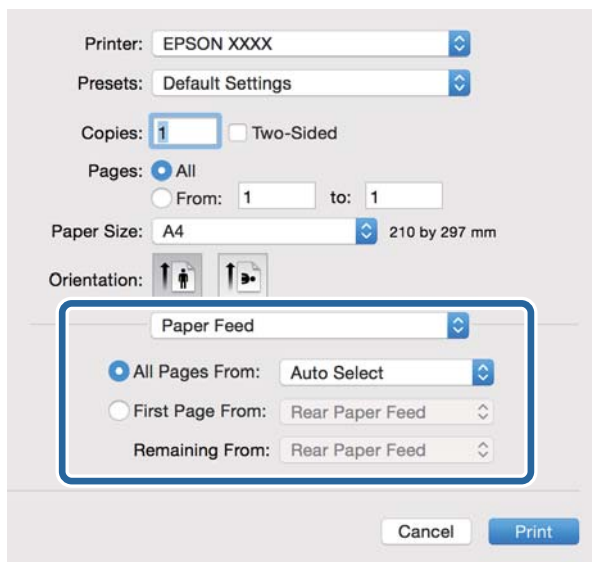 Printer: EPSON XXXX
Presets: Default Settings
Copies: 1 Two-Sided
Pages: All
From: 1 to: 1
Paper Size: A4 210 by 297 mm
Orientation:
Paper Feed
All Pages From: Auto Select
First Page From: Rear Paper Feed
Remaining From: Rear Paper Feed
Cancel Print